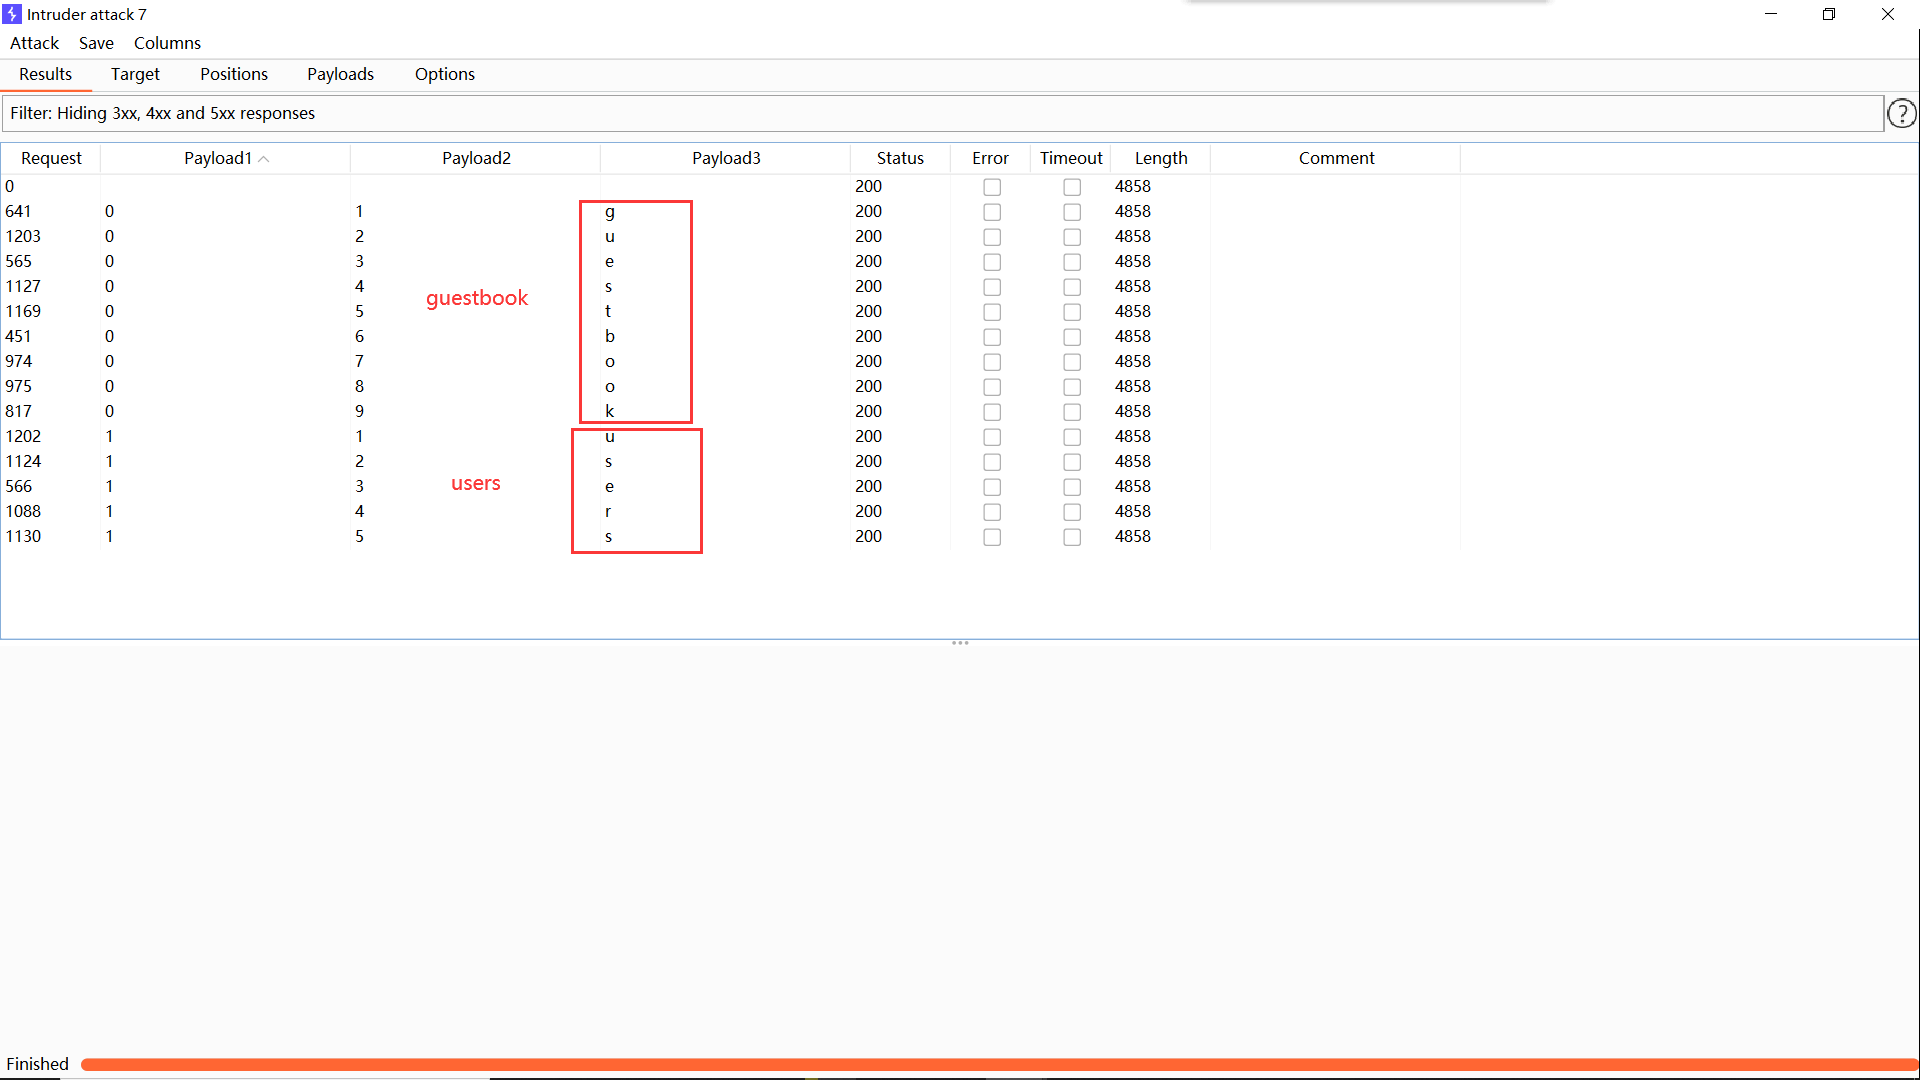 Intruder attack 7
Attack Save Columns
Results Target Positions Payloads Options
Filter: Hiding 3xx, 4xx and 5xx responses
?
Request Payload1 Payload2 Payload3 Status Error Timeout Length Comment
0 200 4858
641 0 1 g 200 4858
1203 0 2 u 200 4858
565 0 3 e 200 4858
1127 0 4 s 200 4858
guestbook
1169 0 5 t 200 4858
451 0 6 b 200 4858
974 0 7 o 200 4858
975 0 8 o 200 4858
817 0 9 k 200 4858
1202 1 1 u 200 4858
1124 1 2 s 200 4858
users
566 1 3 e 200 4858
1088 1 4 r 200 4858
1130 1 5 s 200 4858
Finished